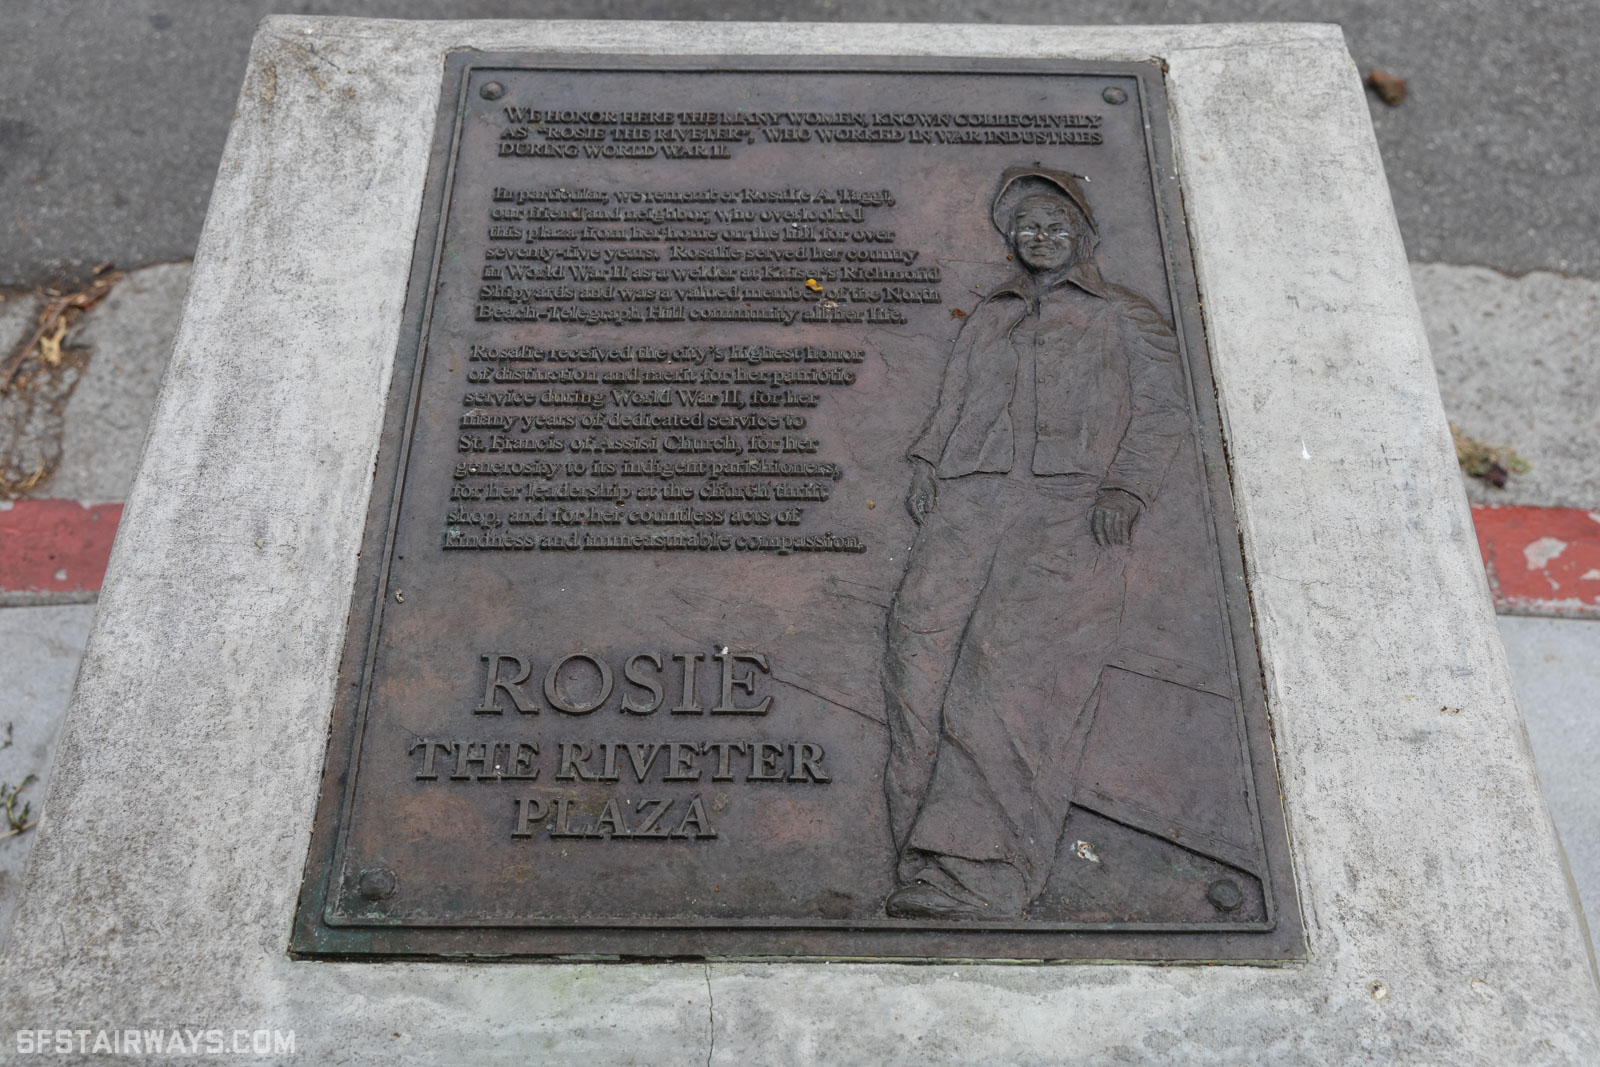 WE HONOR HERE THE MANY WOMEN, KNOWN COLLECTIVELY
AS "ROSIE THE RIVETER", WHO WORKED IN WAR INDUSTRIES
DURING WORLD WAR II.
In particular, we remember Rosalie A. Taggi,
our friend and neighbor, who overlooked
this plaza from her home on the hill for over
seventy-five years. Rosalie served her country
in World War II as a welder at Kaiser's Richmond
Shipyards and was a valued member of the North
Beach-Telegraph Hill community all her life.
Rosalie received the city's highest honor
of distinction and merit for her patriotic
service during World War II, for her
many years of dedicated service to
St. Francis of Assisi Church, for her
generosity to its indigent parishioners,
for her leadership at the church thrift
shop, and for her countless acts of
kindness and immeasurable compassion.
ROSIE
THE RIVETER
PLAZA
SFSTAIRWAYS.COM